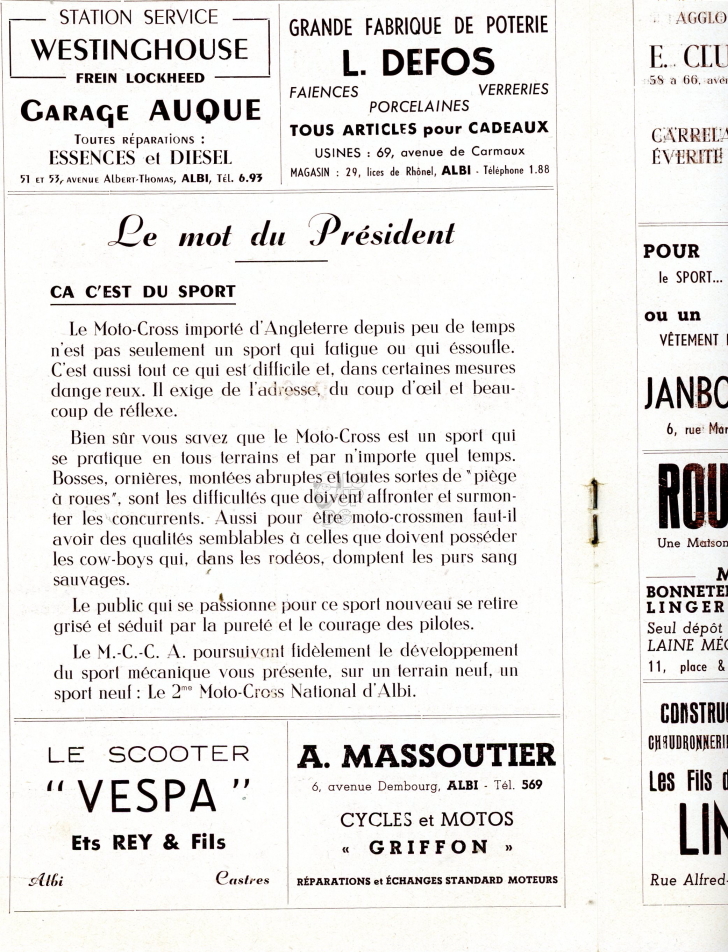 STATION SERVICE
WESTINGHOUSE
FREIN LOCKHEED
GARAGE AUQUE
TOUTES RÉPARATIONS :
ESSENCES et DIESEL
51 ET 53, AVENUE ALBERT-THOMAS, ALBI, TÉL. 6.93
GRANDE FABRIQUE DE POTERIE
L. DEFOS
FAIENCES VERRERIES
PORCELAINES
TOUS ARTICLES pour CADEAUX
USINES : 69, avenue de Carmaux
MAGASIN : 29, lices de Rhônel, ALBI - Téléphone 1.88
Le mot du Président
CA C'EST DU SPORT
Le Moto-Cross importé d'Angleterre depuis peu de temps
n'est pas seulement un sport qui fatigue ou qui éssoufle.
C'est aussi tout ce qui est difficile et, dans certaines mesures
dangereux. Il exige de l'adresse, du coup d'œil et beau-
coup de réflexe.
Bien sûr vous savez que le Moto-Cross est un sport qui
se pratique en tous terrains et par n'importe quel temps.
Bosses, ornières, montées abruptes et toutes sortes de "piège
à roues", sont les difficultés que doivent affronter et surmon-
ter les concurrents. Aussi pour être moto-crossmen faut-il
avoir des qualités semblables à celles que doivent posséder
les cow-boys qui, dans les rodéos, domptent les purs sang
sauvages.
Le public qui se passionne pour ce sport nouveau se retire
grisé et séduit par la pureté et le courage des pilotes.
Le M.-C.-C. A. poursuivant fidèlement le développement
du sport mécanique vous présente, sur un terrain neuf, un
sport neuf : Le 2me Moto-Cross National d'Albi.
LE SCOOTER
"VESPA"
Ets REY & Fils
Albi Castres
A. MASSOUTIER
6, avenue Dembourg, ALBI - Tél. 569
CYCLES et MOTOS
« GRIFFON »
RÉPARATIONS et ÉCHANGES STANDARD MOTEURS
AGGLO
E. CLU
58 a 66, ave
CARRELA
ÉVERITE
POUR
le SPORT...
ou un
VÊTEMENT
JANBO
6, rue Mar
ROU
Une Maison
M
BONNETE
LINGER
Seul dépôt
LAINE MÉC
11, place &
CONSTRUC
CHAUDRONNERI
Les Fils d
LIN
Rue Alfred-